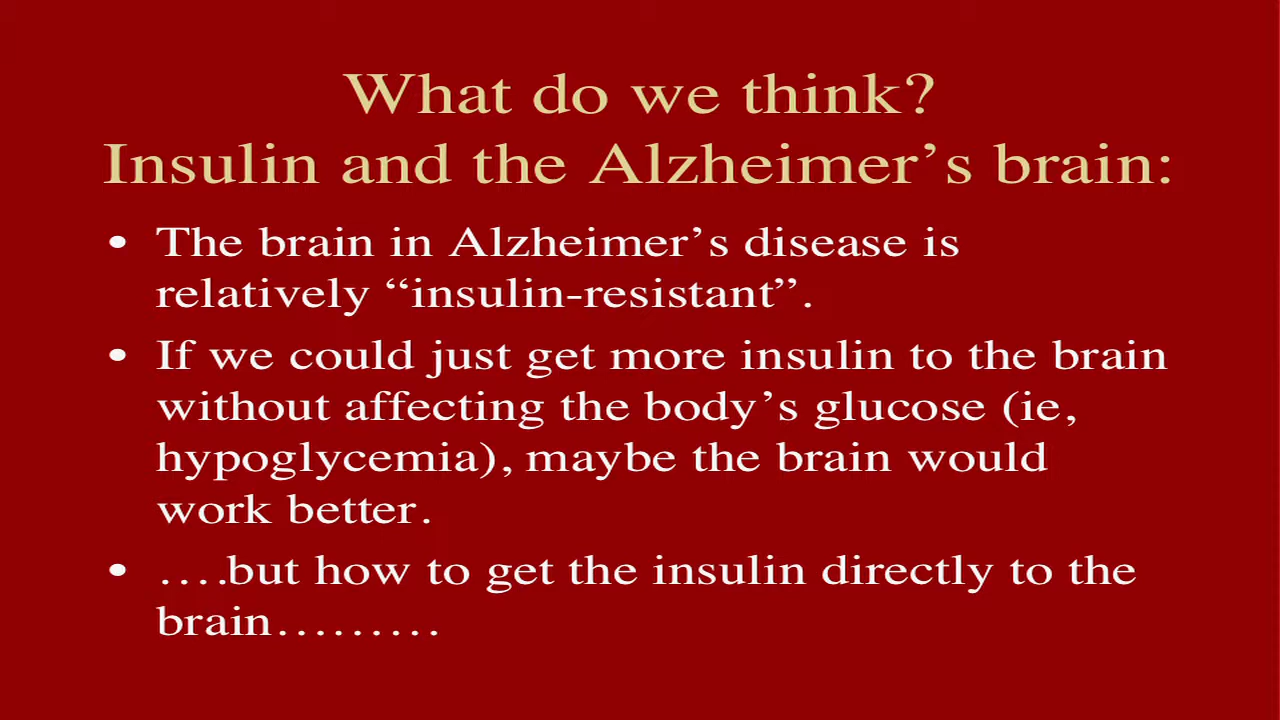 What do we think?
Insulin and the Alzheimer’s brain:
• The brain in Alzheimer’s disease is
relatively “insulin-resistant”.
• If we could just get more insulin to the brain
without affecting the body’s glucose (ie,
hypoglycemia), maybe the brain would
work better.
• ….but how to get the insulin directly to the
brain………